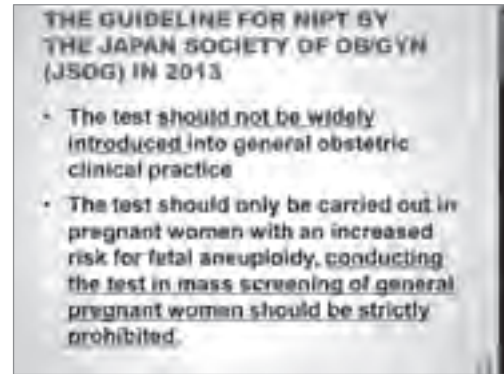 THE GUIDELINE FOR NIPT BY
THE JAPAN SOCIETY OF OB/GYN
(JSOG) IN 2013
• The test should not be widely
introduced into general obstetric
clinical practice
• The test should only be carried out in
pregnant women with an increased
risk for fetal aneuploidy, conducting
the test in mass screening of general
pregnant women should be strictly
prohibited.